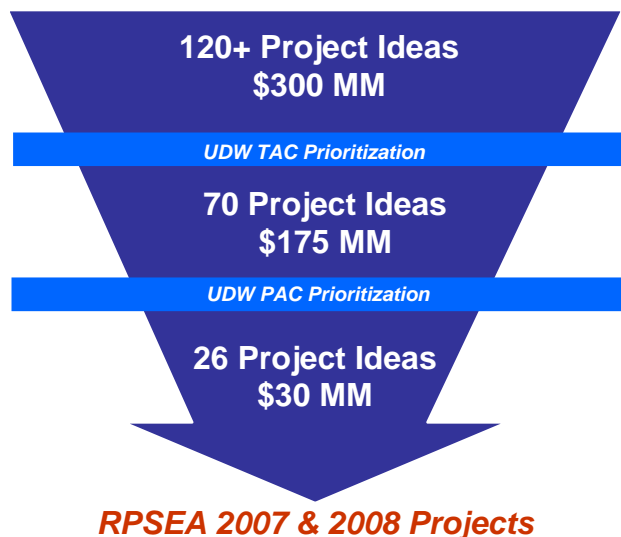 120+ Project Ideas
$300 MM
UDW TAC Prioritization
70 Project Ideas
$175 MM
UDW PAC Prioritization
26 Project Ideas
$30 MM
RPSEA 2007 & 2008 Projects